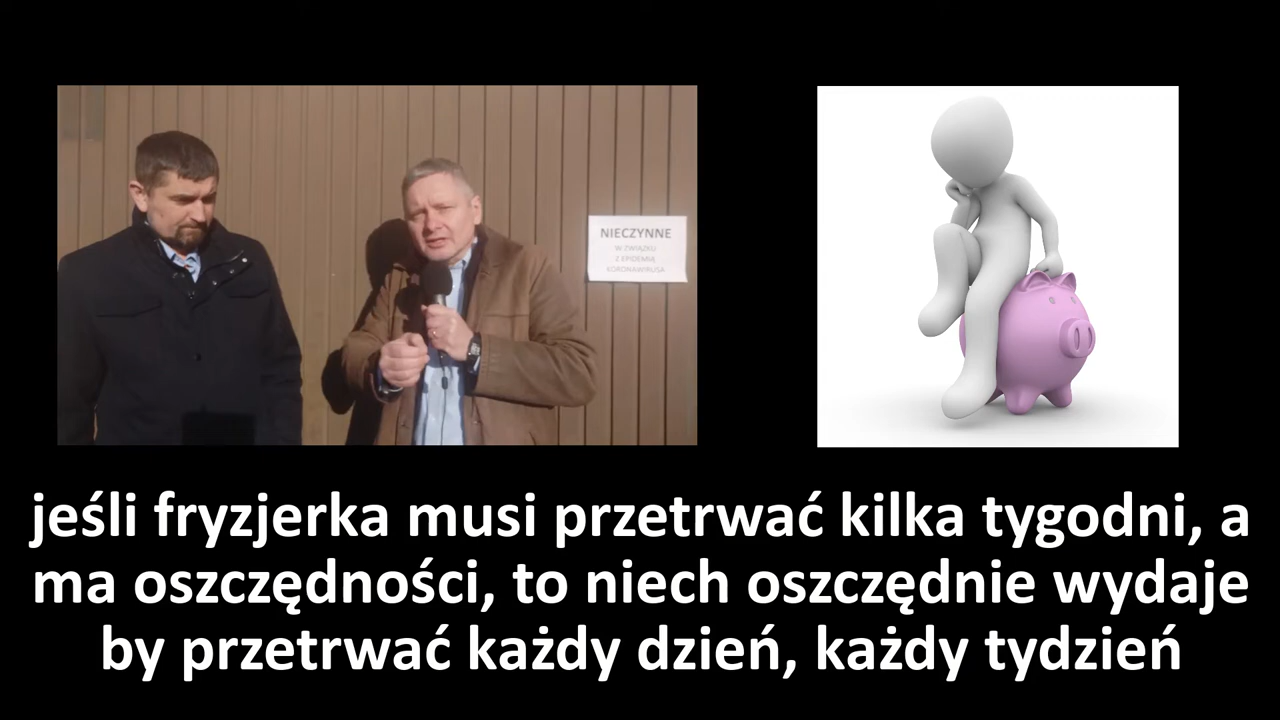 NIECZYNNE
W ZWIĄZKU
Z EPIDEMIĄ
KORONAWIRUSA
jeśli fryzjerka musi przetrwać kilka tygodni, a
ma oszczędności, to niech oszczędnie wydaje
by przetrwać każdy dzień, każdy tydzień